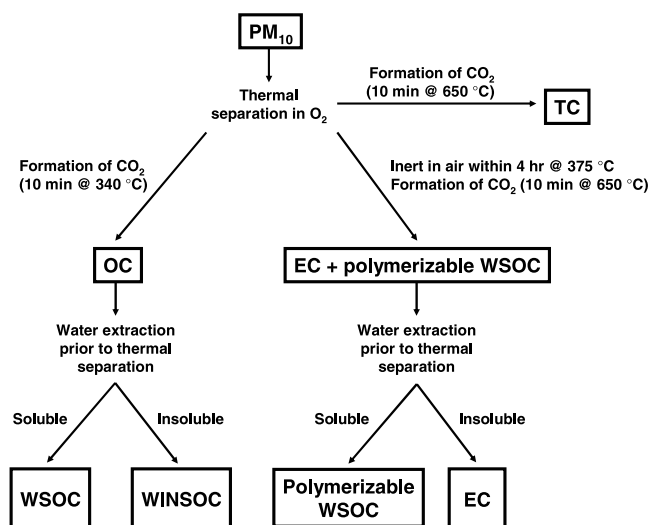 PM₁₀
Thermal
separation in O₂
Formation of CO₂
(10 min @ 650 °C)
TC
Formation of CO₂
(10 min @ 340 °C)
Inert in air within 4 hr @ 375 °C
Formation of CO₂ (10 min @ 650 °C)
OC
EC + polymerizable WSOC
Water extraction
prior to thermal
separation
Water extraction
prior to thermal
separation
Soluble
Insoluble
Soluble
Insoluble
WSOC
WINSOC
Polymerizable
WSOC
EC